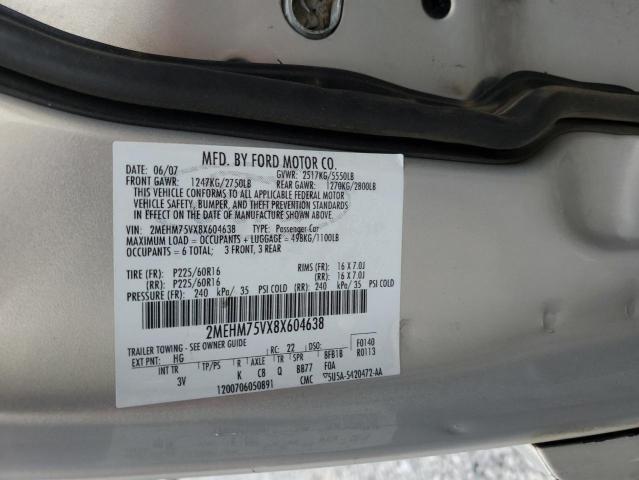 MFD. BY FORD MOTOR CO.
DATE: 06/07 GVWR: 2517KG/5550LB
FRONT GAWR: 1247KG/2750LB REAR GAWR: 1270KG/2800LB
THIS VEHICLE CONFORMS TO ALL APPLICABLE FEDERAL MOTOR
VEHICLE SAFETY, BUMPER, AND THEFT PREVENTION STANDARDS
IN EFFECT ON THE DATE OF MANUFACTURE SHOWN ABOVE.
VIN: 2MEHM75VX8X604638 TYPE: Passenger Car
MAXIMUM LOAD = OCCUPANTS + LUGGAGE = 498KG/1100LB
OCCUPANTS = 6 TOTAL; 3 FRONT, 3 REAR
TIRE (FR): P225/60R16 RIMS (FR): 16 X 7.0J
(RR): P225/60R16 (RR): 16 X 7.0J
PRESSURE (FR): 240 kPa/ 35 PSI COLD (RR): 240 kPa/ 35 PSI COLD
2MEHM75VX8X604638
TRAILER TOWING - SEE OWNER GUIDE
EXT PNT: HG RC: 22 DSO: F0140
INT TR TP/PS R AXLE TR SPR BFB1B R0113
3V K C8 Q BB77 FOA
1200706050891 CMC 5U5A-5420472-AA